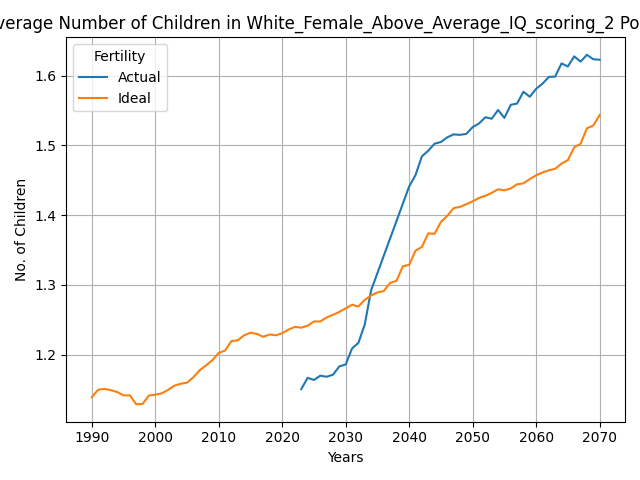 verage Number of Children in White_Female_Above_Average_IQ_scoring_2 Po
Fertility
Actual
Ideal
No. of Children
1.6
1.5
1.4
1.3
1.2
1990 2000 2010 2020 2030 2040 2050 2060 2070
Years